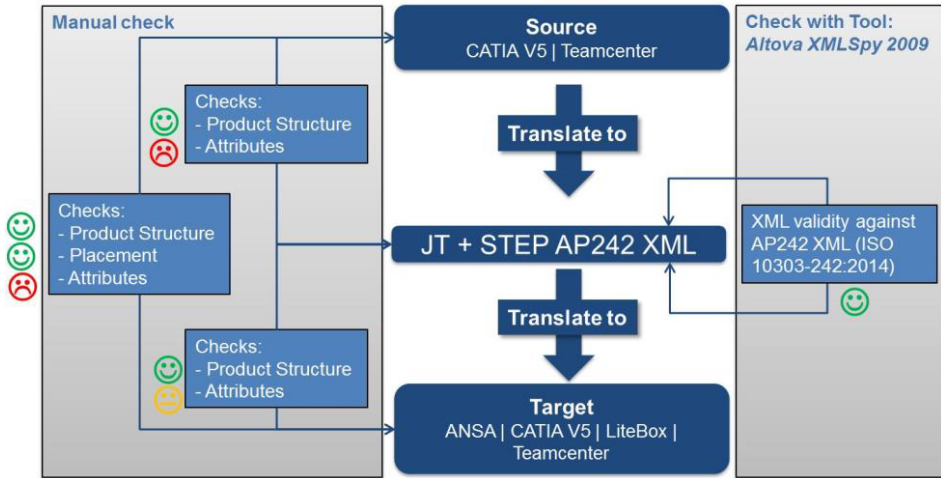 Manual check
Checks:
- Product Structure
- Attributes
Checks:
- Product Structure
- Placement
- Attributes
Checks:
- Product Structure
- Attributes
Source
CATIA V5 | Teamcenter
Translate to
JT + STEP AP242 XML
Translate to
Target
ANSA | CATIA V5 | LiteBox |
Teamcenter
Check with Tool:
Altova XMLSpy 2009
XML validity against
AP242 XML (ISO
10303-242:2014)